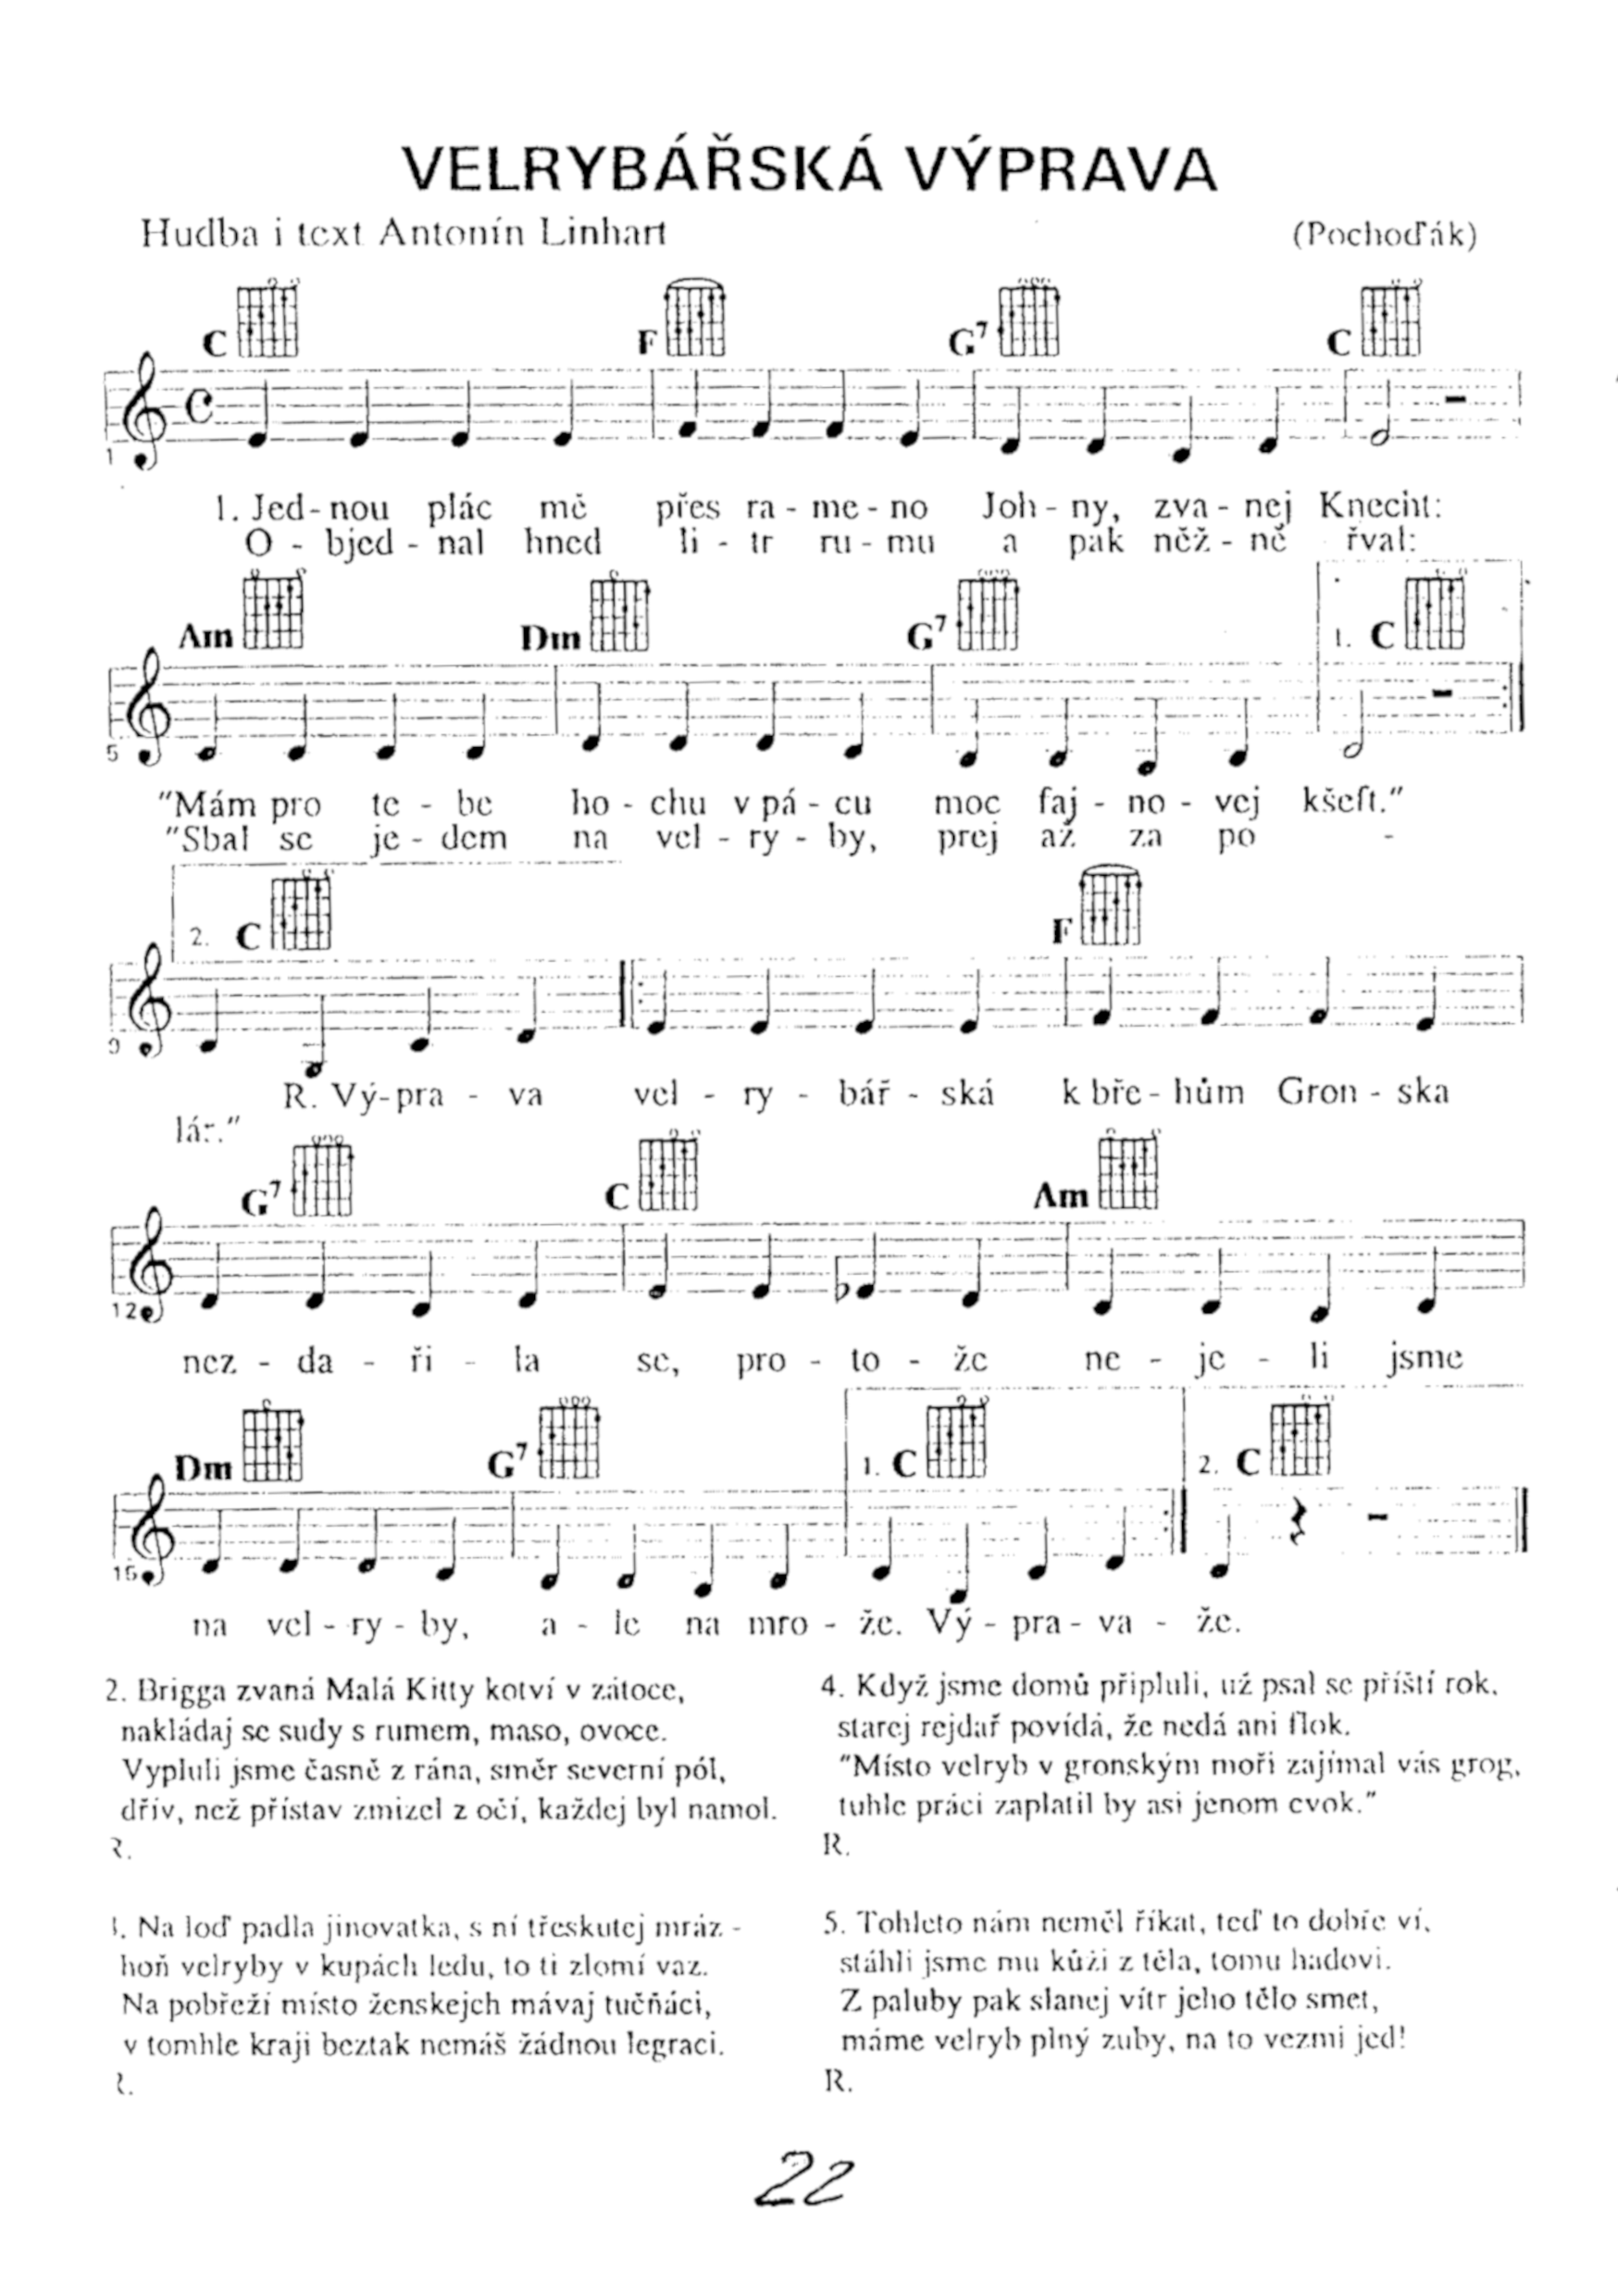 VELRYBÁŘSKÁ VÝPRAVA
Hudba i text Antonín Linhart (Pochoďák)
C F G7 C
1
1. Jed - nou plác mě přes ra - me - no Joh - ny, zva - nej Knecht:
O - bjed - nal hned li - tr ru - mu a pak něž - ně řval:
Am Dm G7 1. C
5
"Mám pro te - be ho - chu v pá - cu moc faj - no - vej kšeft."
"Sbal se je - dem na vel - ry - by, prej až za po -
2. C F
9
R. Vý - pra - va vel - ry - bář - ská k bře - hům Gron - ska
lár."
G7 C Am
12
nez - da - ři - la se, pro - to - že ne - je - li jsme
Dm G7 1. C 2. C
15
na vel - ry - by, a - le na mro - že. Vý - pra - va - že.
2. Brigga zvaná Malá Kitty kotví v zátoce,
nakládaj se sudy s rumem, maso, ovoce.
Vypluli jsme časně z rána, směr severní pól,
dřív, než přístav zmizel z očí, každej byl namol.
R.
3. Na loď padla jinovatka, s ní třeskutej mráz -
hoň velryby v kupách ledu, to ti zlomí vaz.
Na pobřeží místo ženskejch mávaj tučňáci,
v tomhle kraji beztak nemáš žádnou legraci.
R.
4. Když jsme domů připluli, už psal se příští rok,
starej rejdař povídá, že nedá ani flok.
"Místo velryb v gronským moři zajímal vás grog,
tuhle práci zaplatil by asi jenom cvok."
R.
5. Tohleto nám neměl říkat, teď to dobře ví,
stáhli jsme mu kůži z těla, tomu hadovi.
Z paluby pak slanej vítr jeho tělo smet,
máme velryb plný zuby, na to vezmi jed!
R.
22